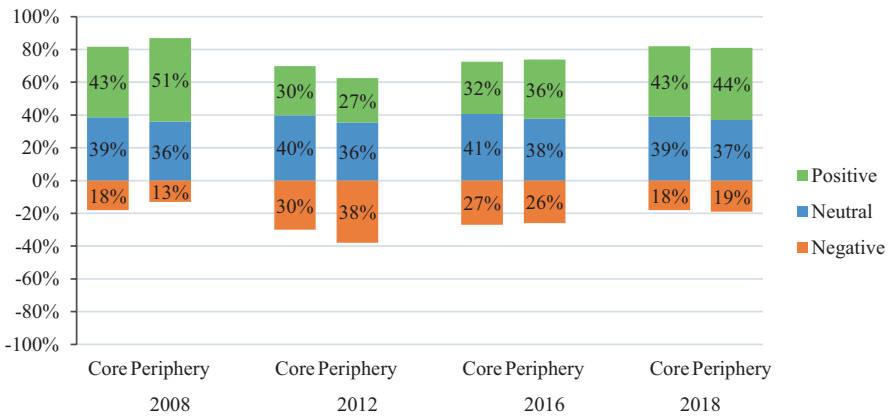 100%
80%
60%
40%
20%
0%
-20%
-40%
-60%
-80%
-100%
43% 51% 30% 27% 32% 36% 43% 44%
39% 36% 40% 36% 41% 38% 39% 37%
18% 13% 30% 38% 27% 26% 18% 19%
Positive
Neutral
Negative
Core Periphery Core Periphery Core Periphery Core Periphery
2008 2012 2016 2018